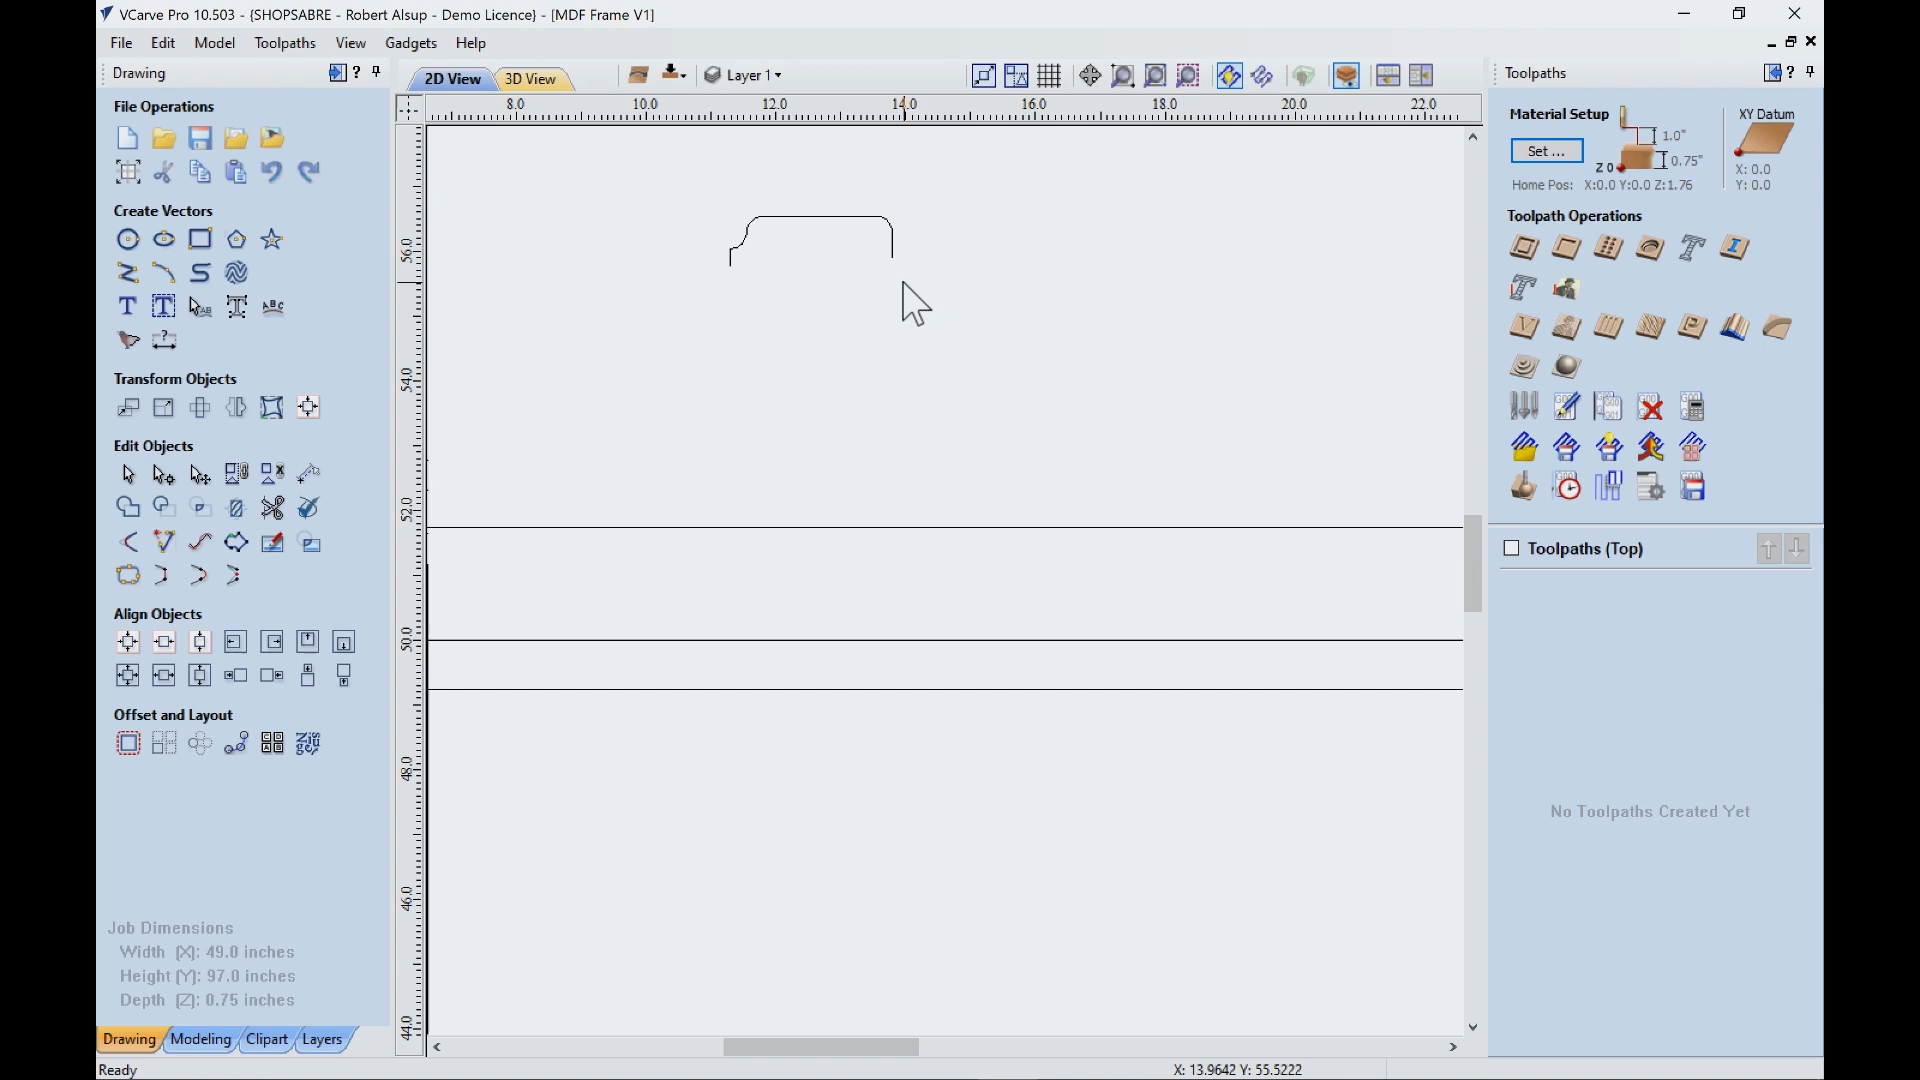 VCarve Pro 10.503 - {SHOPSABRE - Robert Alsup - Demo Licence} - [MDF Frame V1]
File Edit Model Toolpaths View Gadgets Help
Drawing
2D View 3D View Layer 1
Toolpaths
File Operations
Create Vectors
Transform Objects
Edit Objects
Align Objects
Offset and Layout
Job Dimensions
Width (X): 49.0 inches
Height (Y): 97.0 inches
Depth (Z): 0.75 inches
Drawing Modeling Clipart Layers
Ready
8.0 10.0 12.0 14.0 16.0 18.0 20.0 22.0
56.0
54.0
52.0
50.0
48.0
46.0
44.0
X: 13.9642 Y: 55.5222
Material Setup
Set ...
1.0"
Z 0
0.75"
XY Datum
X: 0.0
Y: 0.0
Home Pos: X:0.0 Y:0.0 Z:1.76
Toolpath Operations
Toolpaths (Top)
No Toolpaths Created Yet